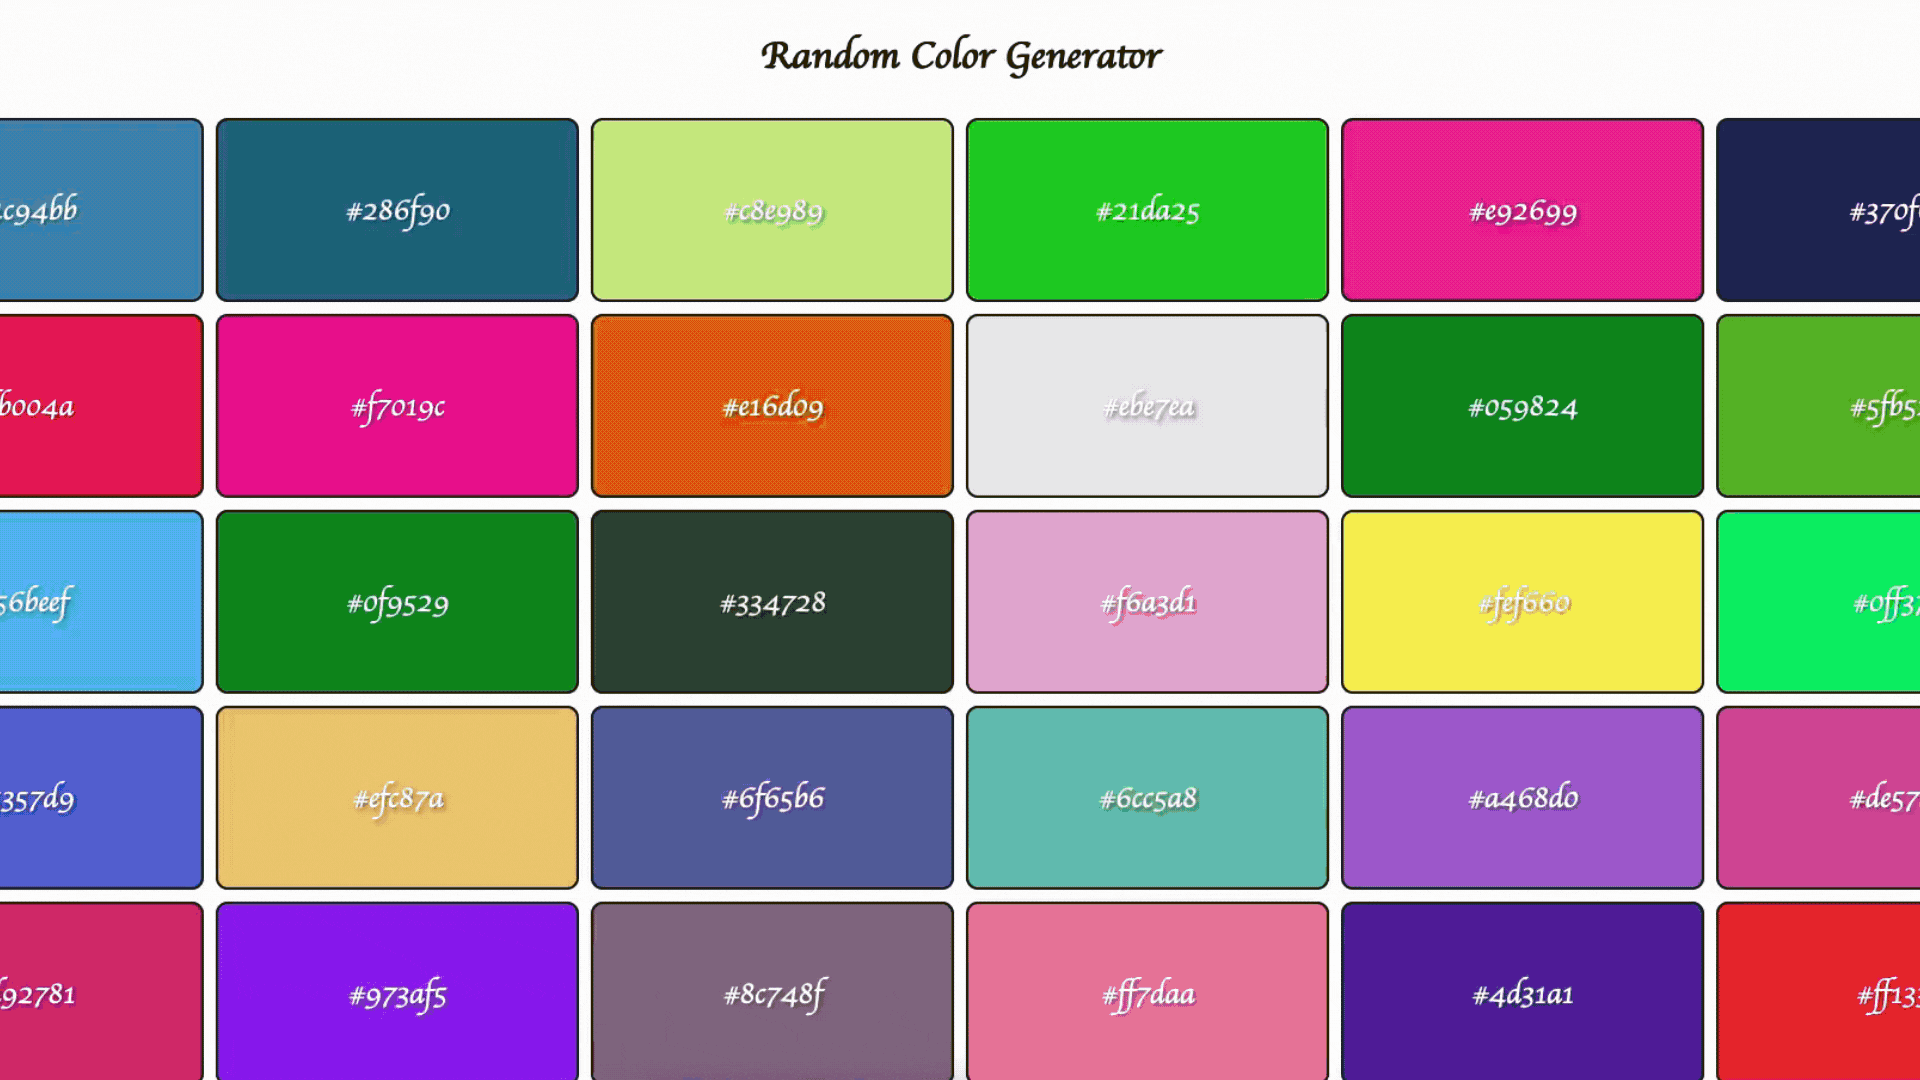 Random Color Generator
c94bb #286f90 #c8e989 #21da25 #e92699 #370f
b004a #f7019c #e16d09 #ebe7ea #059824 #5fb5
56beef #0f9529 #334728 #f6a3d1 #fef660 #0ff37
357d9 #efc87a #6f65b6 #6cc5a8 #a468d0 #de57
92781 #973af5 #8c748f #ff7daa #4d31a1 #ff13